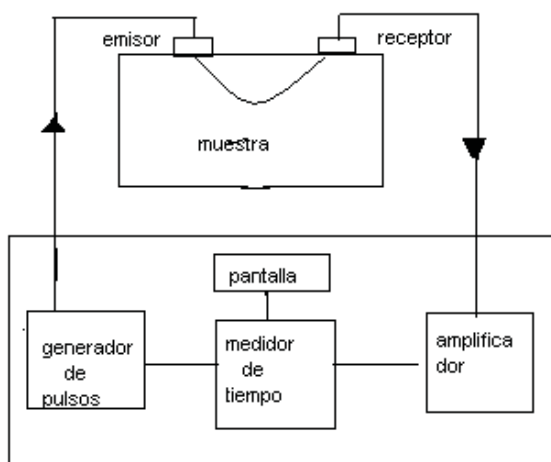 emisor
receptor
muestra
pantalla
generador
de
pulsos
medidor
de
tiempo
amplifica
dor